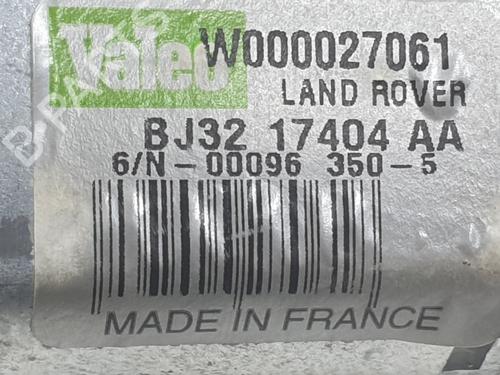 Valeo
W000027061
LAND ROVER
BJ32 17404 AA
6/N-00096 350-5
MADE IN FRANCE